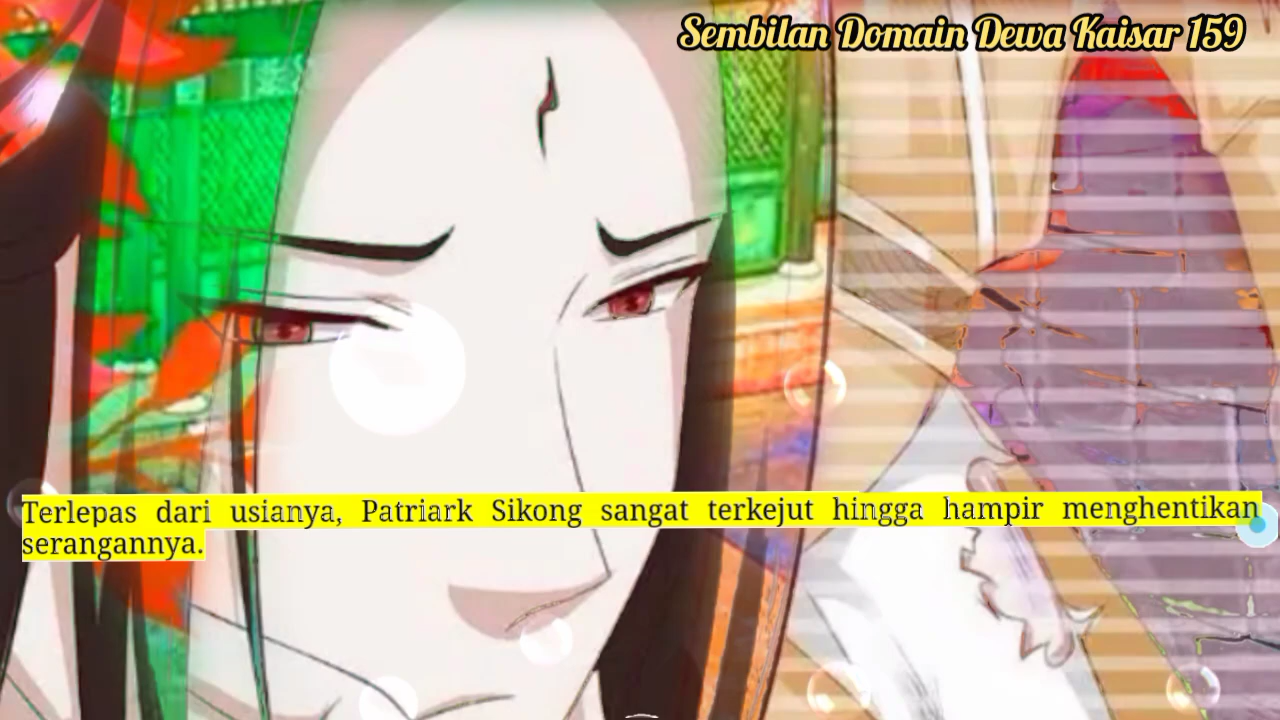 Sembilan Domain Dewa Kaisar 159
Terlepas dari usianya, Patriark Sikong sangat terkejut hingga hampir menghentikan
serangannya.